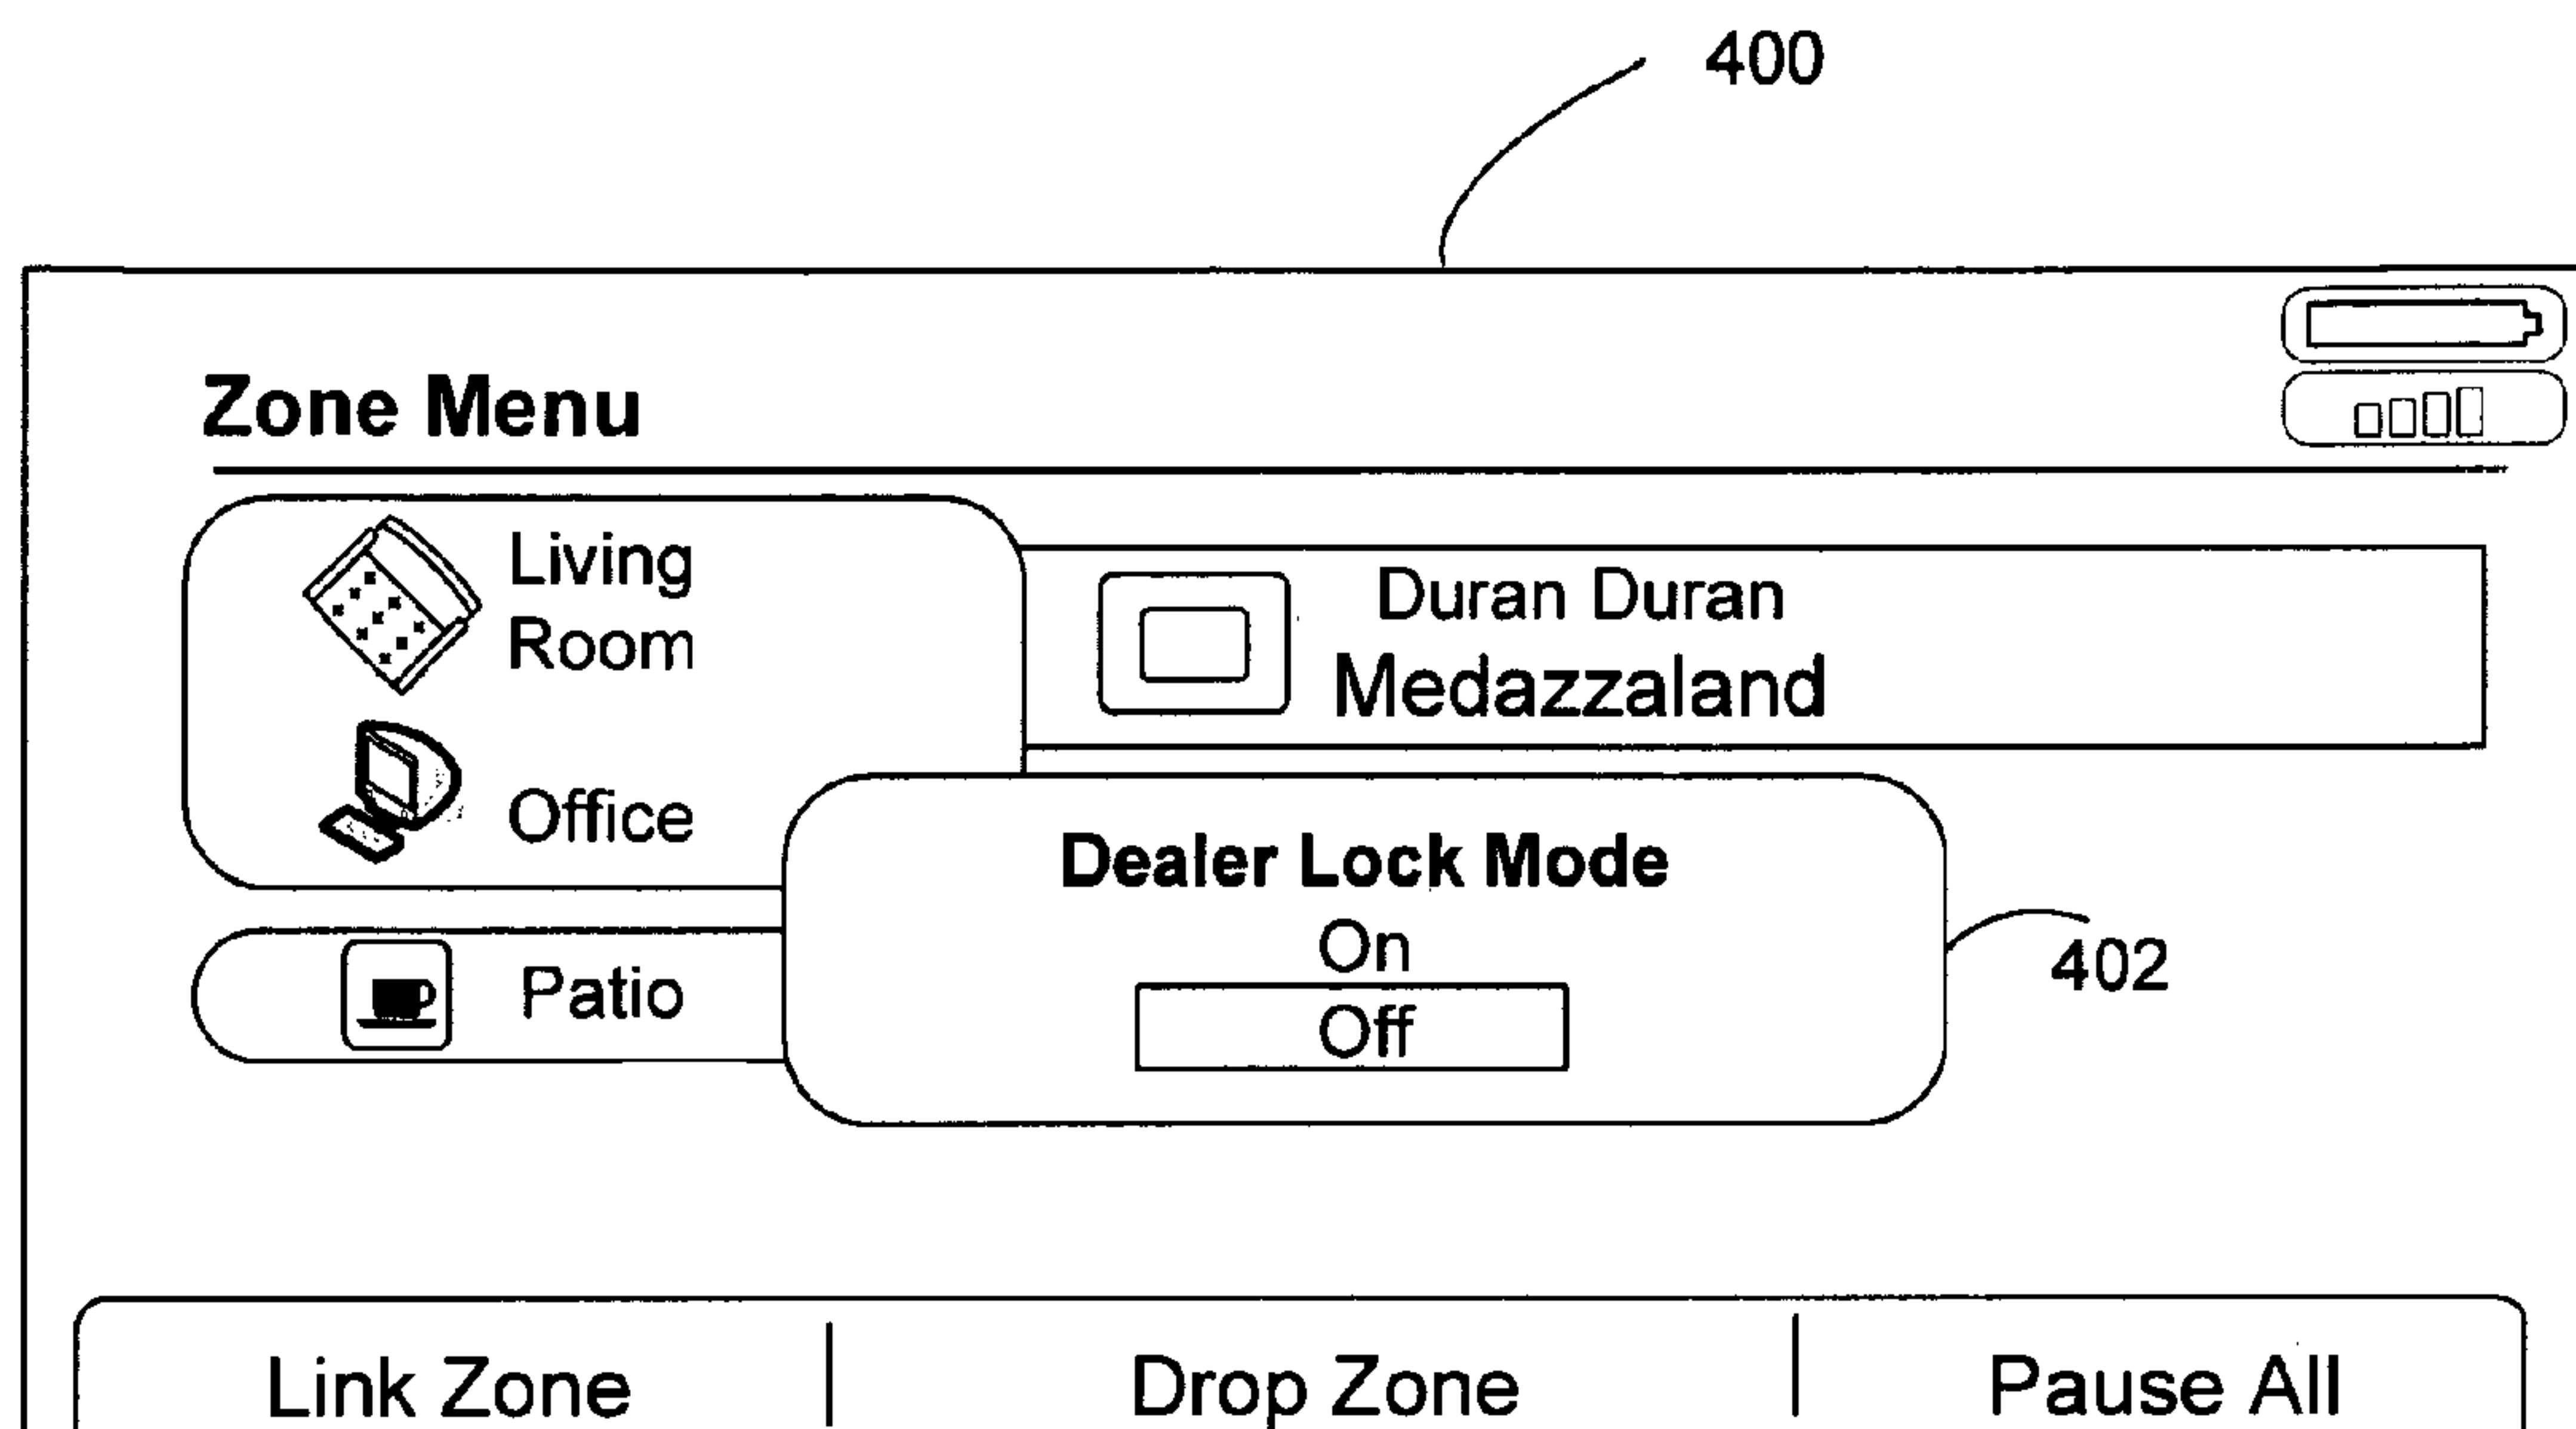 400
Zone Menu
Living
Room
Duran Duran
Medazzaland
Office
Dealer Lock Mode
On
Off
402
Patio
Link Zone
Drop Zone
Pause All